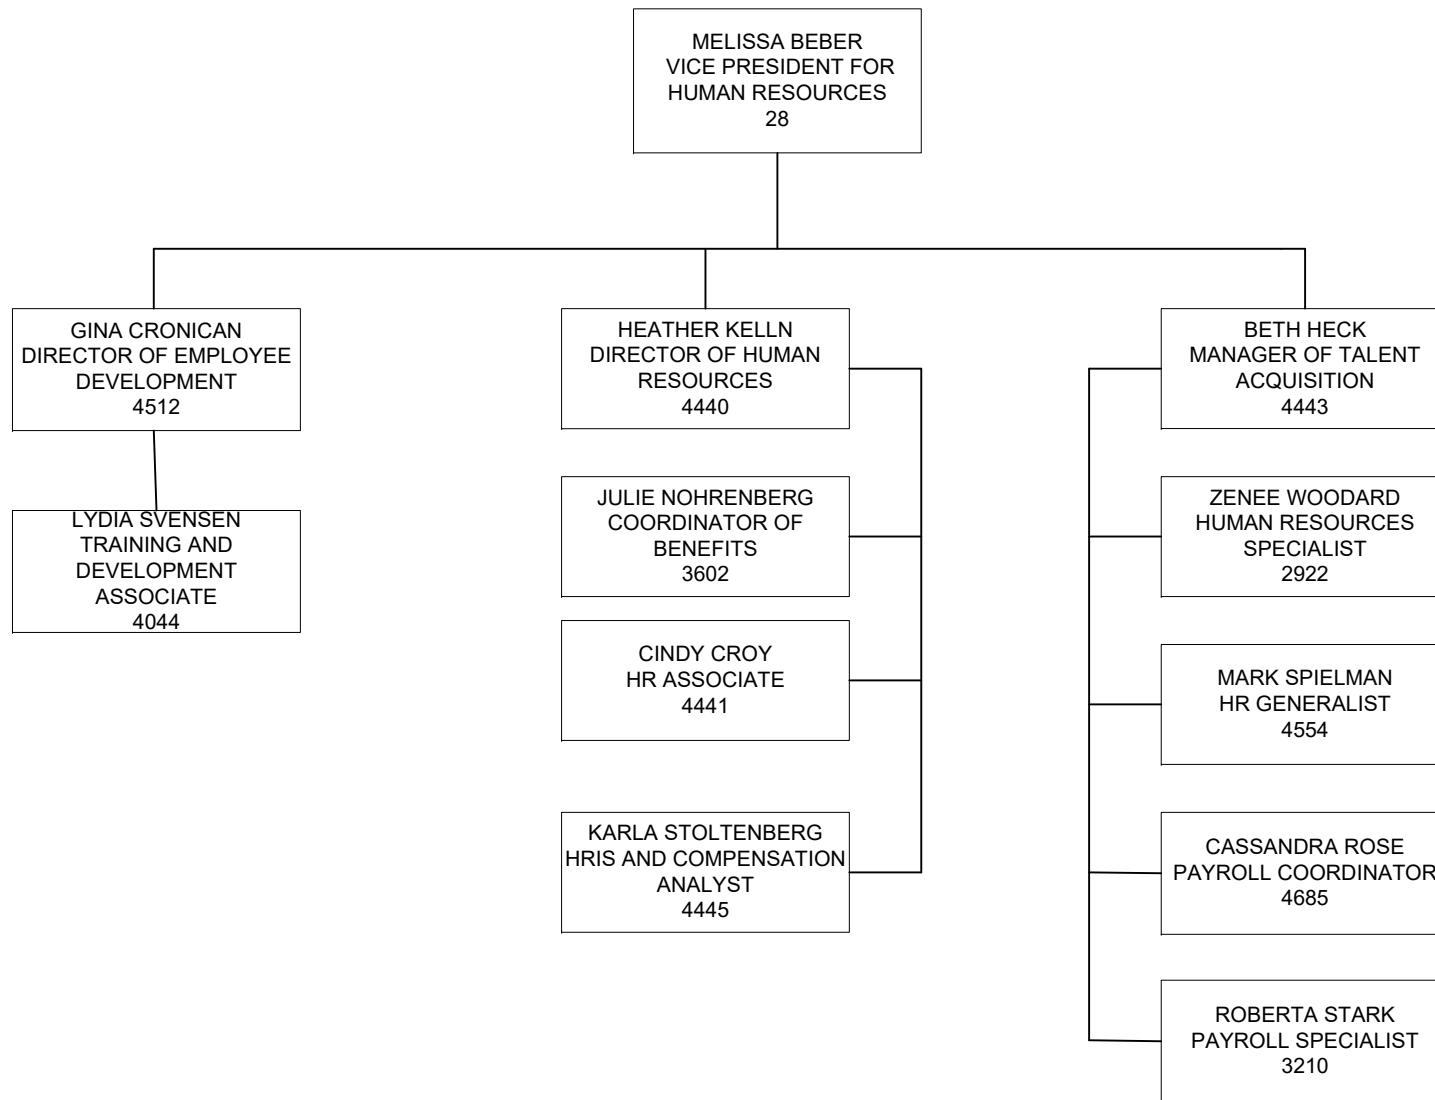 MELISSA BEBER
VICE PRESIDENT FOR
HUMAN RESOURCES
28
GINA CRONICAN
DIRECTOR OF EMPLOYEE
DEVELOPMENT
4512
LYDIA SVENSEN
TRAINING AND
DEVELOPMENT
ASSOCIATE
4044
HEATHER KELLN
DIRECTOR OF HUMAN
RESOURCES
4440
JULIE NOHRENBERG
COORDINATOR OF
BENEFITS
3602
CINDY CROY
HR ASSOCIATE
4441
KARLA STOLTENBERG
HRIS AND COMPENSATION
ANALYST
4445
BETH HECK
MANAGER OF TALENT
ACQUISITION
4443
ZENEE WOODARD
HUMAN RESOURCES
SPECIALIST
2922
MARK SPIELMAN
HR GENERALIST
4554
CASSANDRA ROSE
PAYROLL COORDINATOR
4685
ROBERTA STARK
PAYROLL SPECIALIST
3210